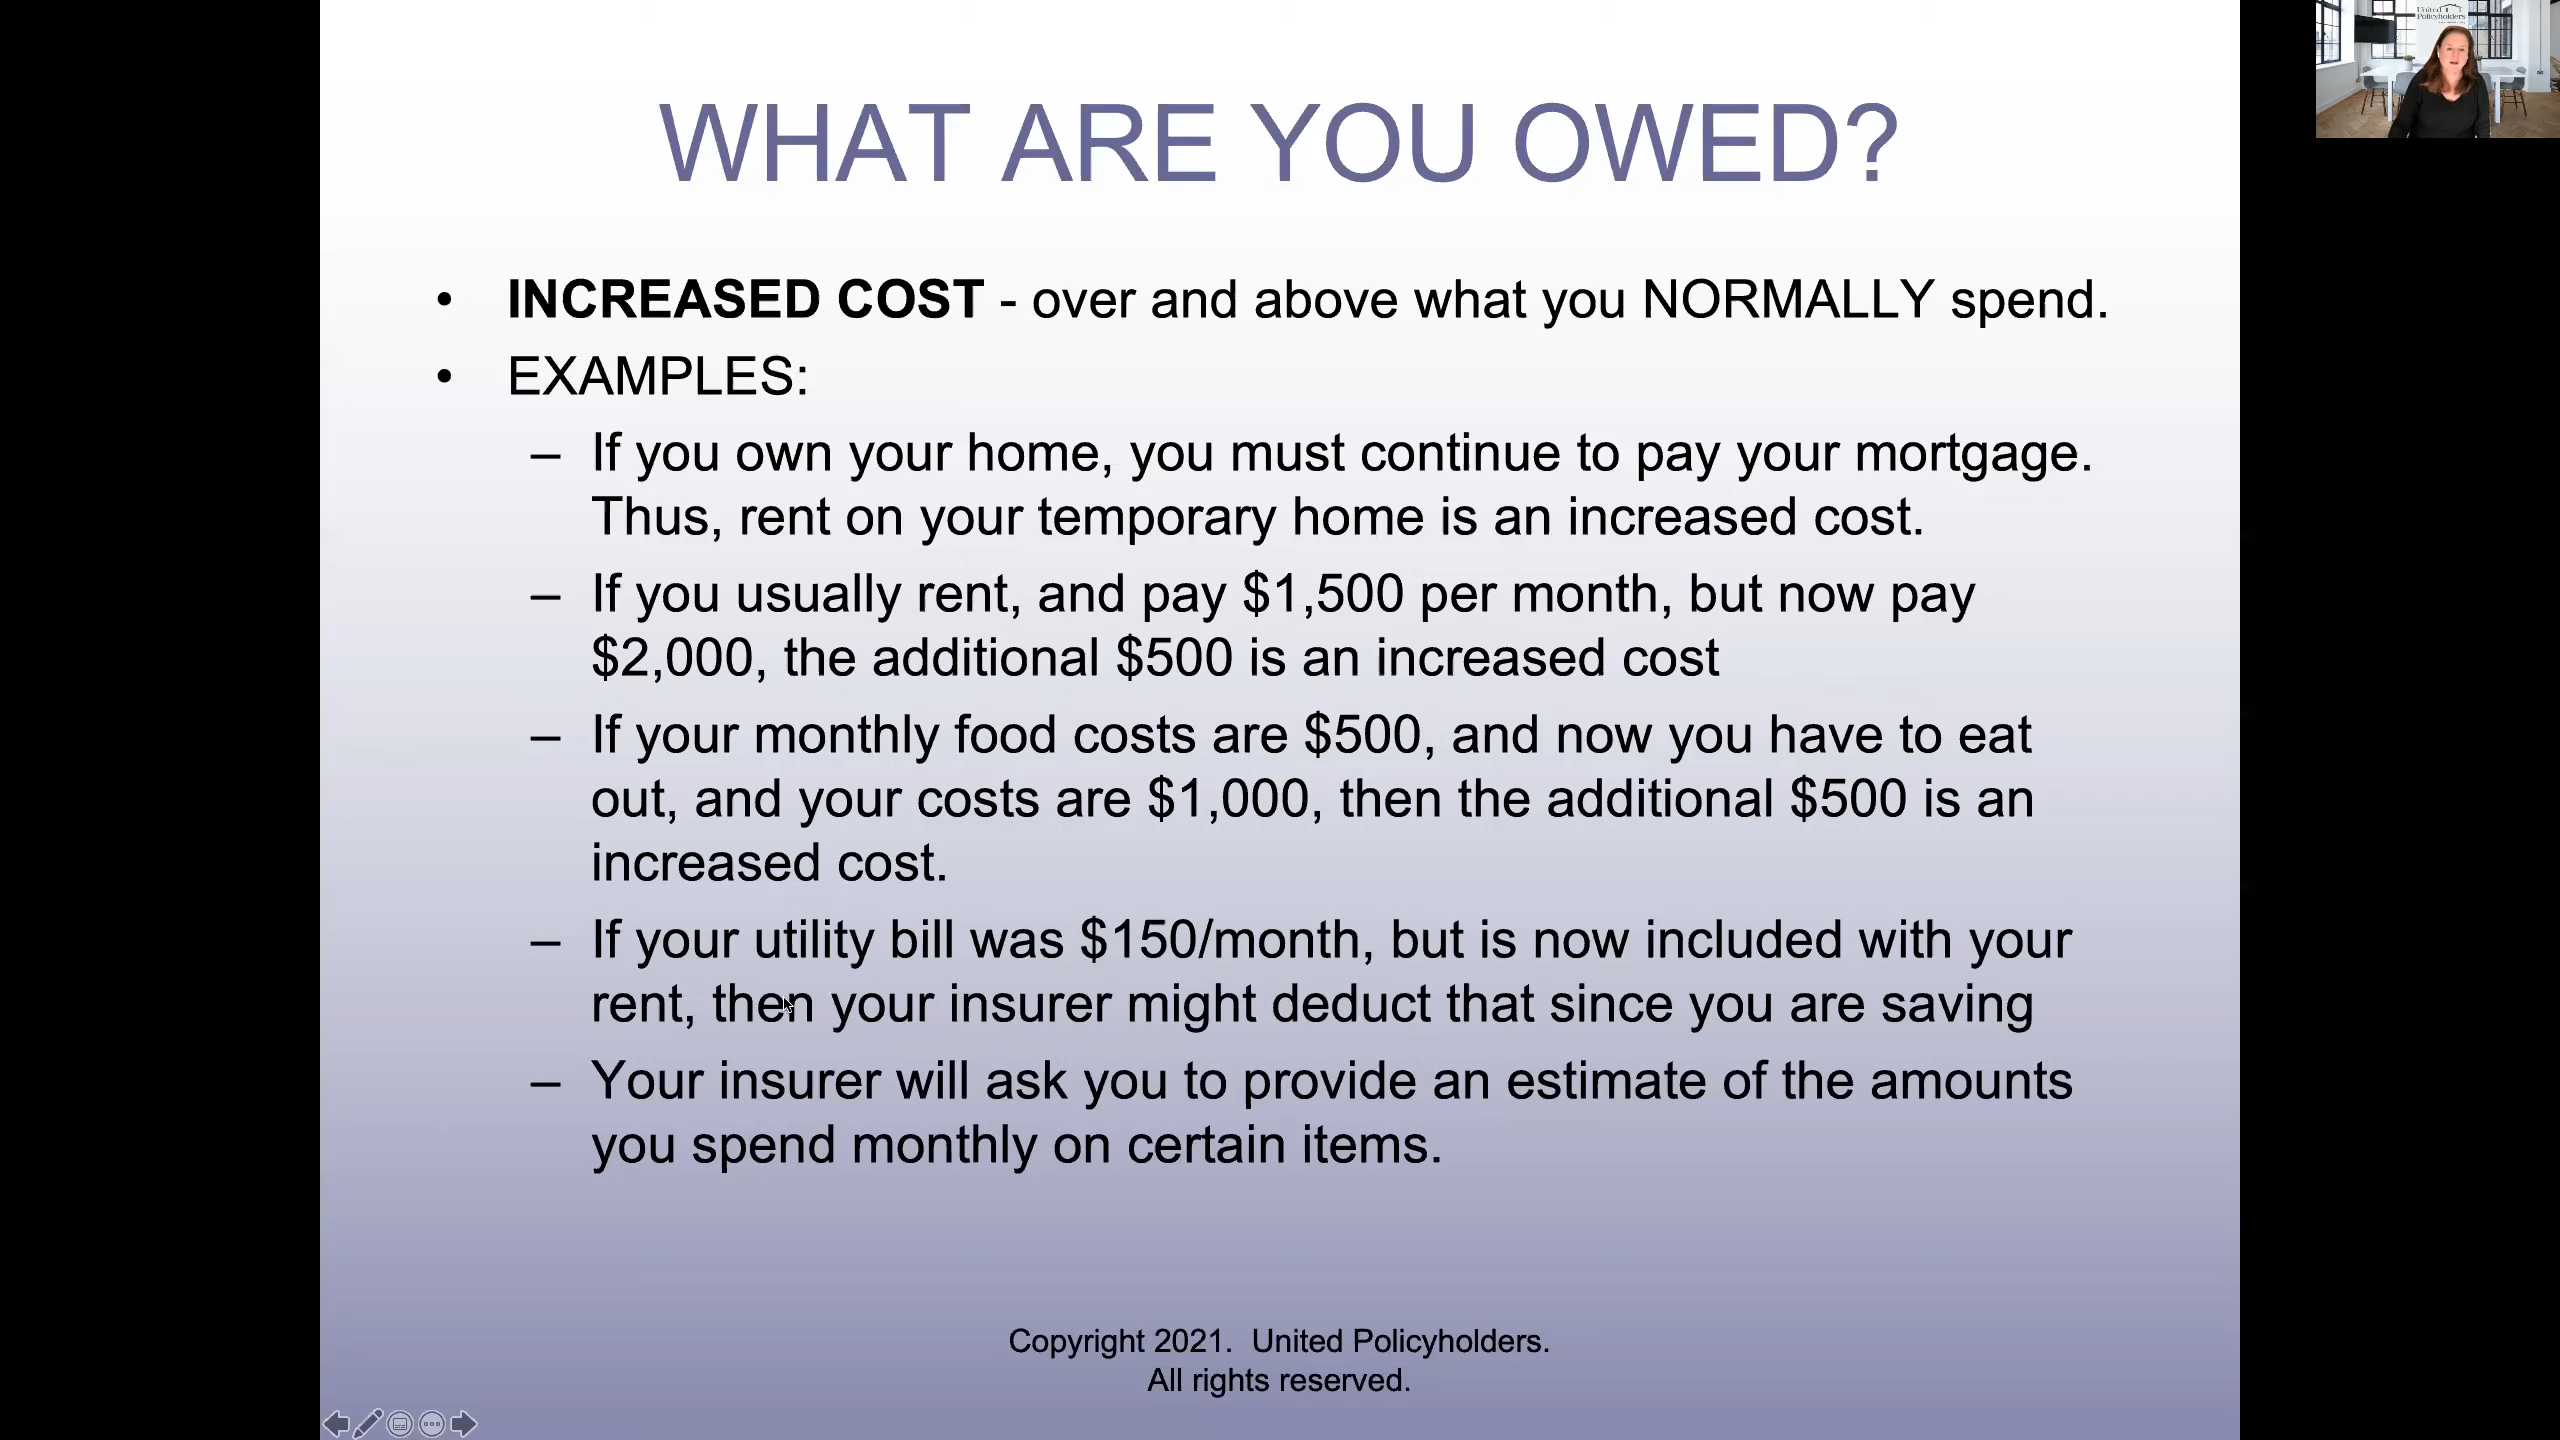 United
Policyholders
WHAT ARE YOU OWED?
• INCREASED COST - over and above what you NORMALLY spend.
• EXAMPLES:
– If you own your home, you must continue to pay your mortgage.
Thus, rent on your temporary home is an increased cost.
– If you usually rent, and pay $1,500 per month, but now pay
$2,000, the additional $500 is an increased cost
– If your monthly food costs are $500, and now you have to eat
out, and your costs are $1,000, then the additional $500 is an
increased cost.
– If your utility bill was $150/month, but is now included with your
rent, then your insurer might deduct that since you are saving
– Your insurer will ask you to provide an estimate of the amounts
you spend monthly on certain items.
Copyright 2021.  United Policyholders.
All rights reserved.